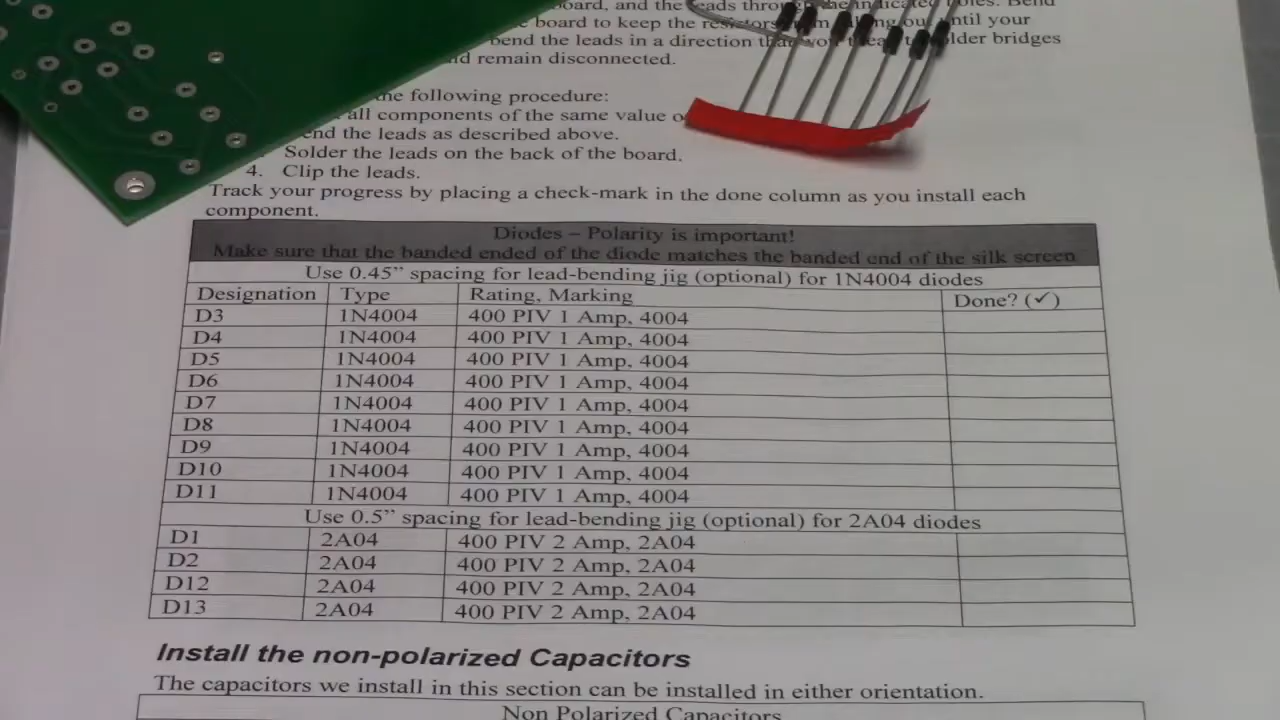 board, and the leads through the indicated holes. Bend
board to keep the resistors from falling out until your
bend the leads in a direction that
solder bridges
and remain disconnected.
the following procedure:
all components of the same value
end the leads as described above.
Solder the leads on the back of the board.
4. Clip the leads.
Track your progress by placing a check-mark in the done column as you install each
component.
Diodes – Polarity is important!
Make sure that the banded ended of the diode matches the banded end of the silk screen
Use 0.45” spacing for lead-bending jig (optional) for 1N4004 diodes
Designation Type Rating, Marking Done? (✓)
D3 1N4004 400 PIV 1 Amp, 4004
D4 1N4004 400 PIV 1 Amp, 4004
D5 1N4004 400 PIV 1 Amp, 4004
D6 1N4004 400 PIV 1 Amp, 4004
D7 1N4004 400 PIV 1 Amp, 4004
D8 1N4004 400 PIV 1 Amp, 4004
D9 1N4004 400 PIV 1 Amp, 4004
D10 1N4004 400 PIV 1 Amp, 4004
D11 1N4004 400 PIV 1 Amp, 4004
Use 0.5” spacing for lead-bending jig (optional) for 2A04 diodes
D1 2A04 400 PIV 2 Amp, 2A04
D2 2A04 400 PIV 2 Amp, 2A04
D12 2A04 400 PIV 2 Amp, 2A04
D13 2A04 400 PIV 2 Amp, 2A04
Install the non-polarized Capacitors
The capacitors we install in this section can be installed in either orientation.
Non Polarized Capacitors